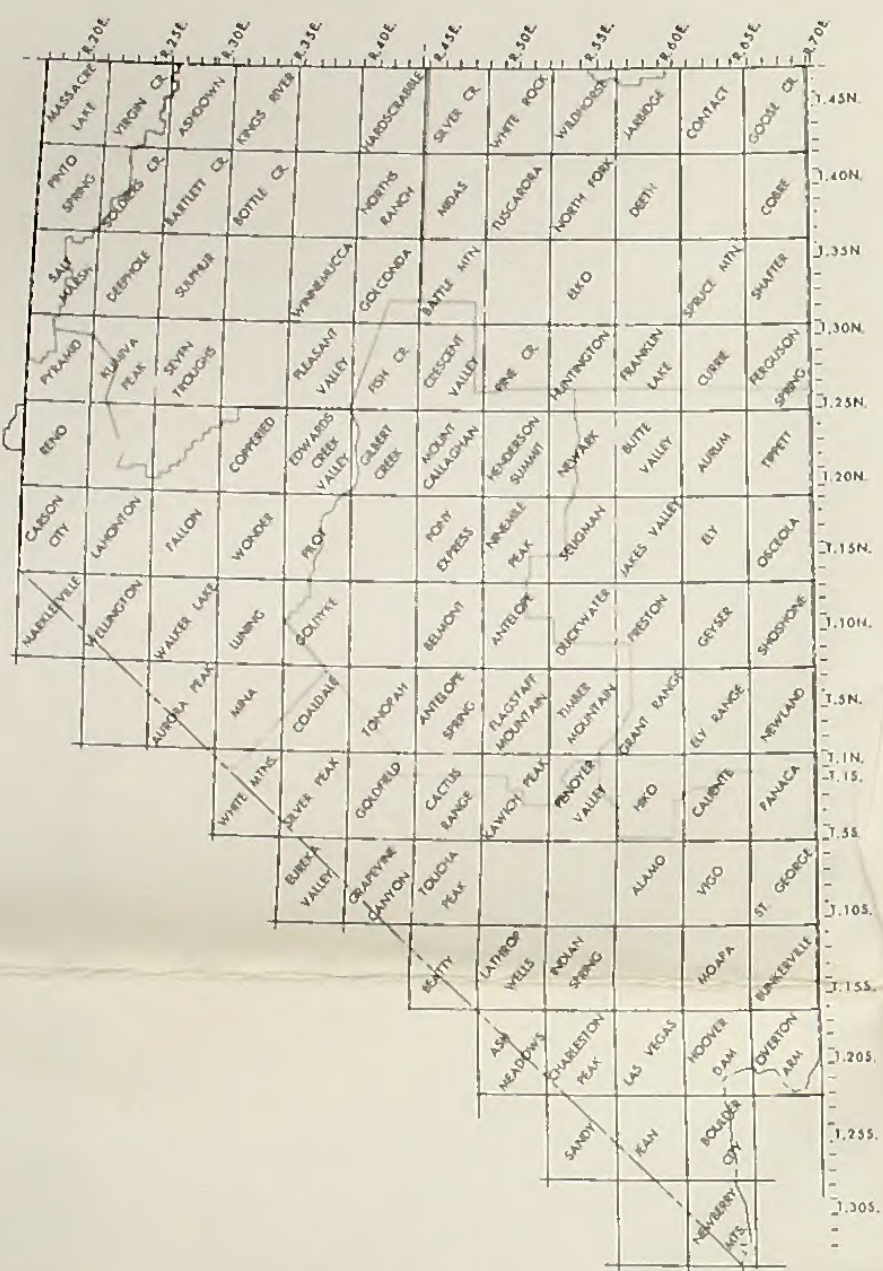 R.20E. R.25E. R.30E. R.35E. R.40E. R.45E. R.50E. R.55E. R.60E. R.65E. R.70E.
MASSACRE LAKE
VIRGIN CR.
ASHDOWN
KINGS RIVER
HARDSCRABBLE
SILVER CR.
WHITE ROCK
WILDHORSE
JARBIDGE
CONTACT
GOOSE CR.
T.45N.
PINTO SPRING
SOLDIERS CR.
BARTLETT CR.
BOTTLE CR.
NORTHS RANCH
MIDAS
TUSCARORA
NORTH FORK
DEETH
COBRE
T.40N.
SALT MARSH
DEEPHOLE
SULPHUR
WINNEMUCCA
GOLCONDA
BATTLE MTN
ELKO
SPRUCE MTN
SHAFTER
T.35N
T.30N.
PYRAMID
KUMIVA PEAK
SEVEN TROUGHS
PLEASANT VALLEY
FISH CR.
CRESCENT VALLEY
PINE CR.
HUNTINGTON
FRANKLIN LAKE
CURRIE
FERGUSON SPRING
T.25N.
RENO
COPPERIED
EDWARDS CREEK VALLEY
GILBERT CREEK
MOUNT CALLAGHAN
HENDERSON SUMMIT
NEWARK
BUTTE VALLEY
AURUM
TIPPETT
T.20N.
CARSON CITY
LAHONTON
FALLON
WONDER
PILOT
PONY EXPRESS
NINEMILE PEAK
SELIGMAN
JAKES VALLEY
ELY
OSCEOLA
T.15N.
MARKLEEVILLE
WELLINGTON
WALKER LAKE
LUNING
GOLDYKE
BELMONT
ANTELOPE
DUCKWATER
PRESTON
GEYSER
SHOSHONE
T.10N.
AURORA PEAK
MINA
COALDALE
TONOPAH
ANTELOPE SPRING
FLAGSTAFF MOUNTAIN
TIMBER MOUNTAIN
GRANT RANGE
ELY RANGE
NEWLAND
T.5N.
T.1N.
T.1S.
WHITE MTNS.
SILVER PEAK
GOLDFIELD
CACTUS RANGE
KAWICH PEAK
PENOYER VALLEY
HIKO
CALIENTE
PANACA
T.5S.
EUREKA VALLEY
GRAPEVINE CANYON
TOLICHA PEAK
ALAMO
VIGO
ST. GEORGE
T.10S.
BEATTY
LATHROP WELLS
INDIAN SPRING
MOAPA
BUNKERVILLE
T.15S.
ASH MEADOWS
CHARLESTON PEAK
LAS VEGAS
HOOVER DAM
OVERTON ARM
T.20S.
SANDY
JEAN
BOULDER CITY
T.25S.
NEWBERRY MTS.
T.30S.